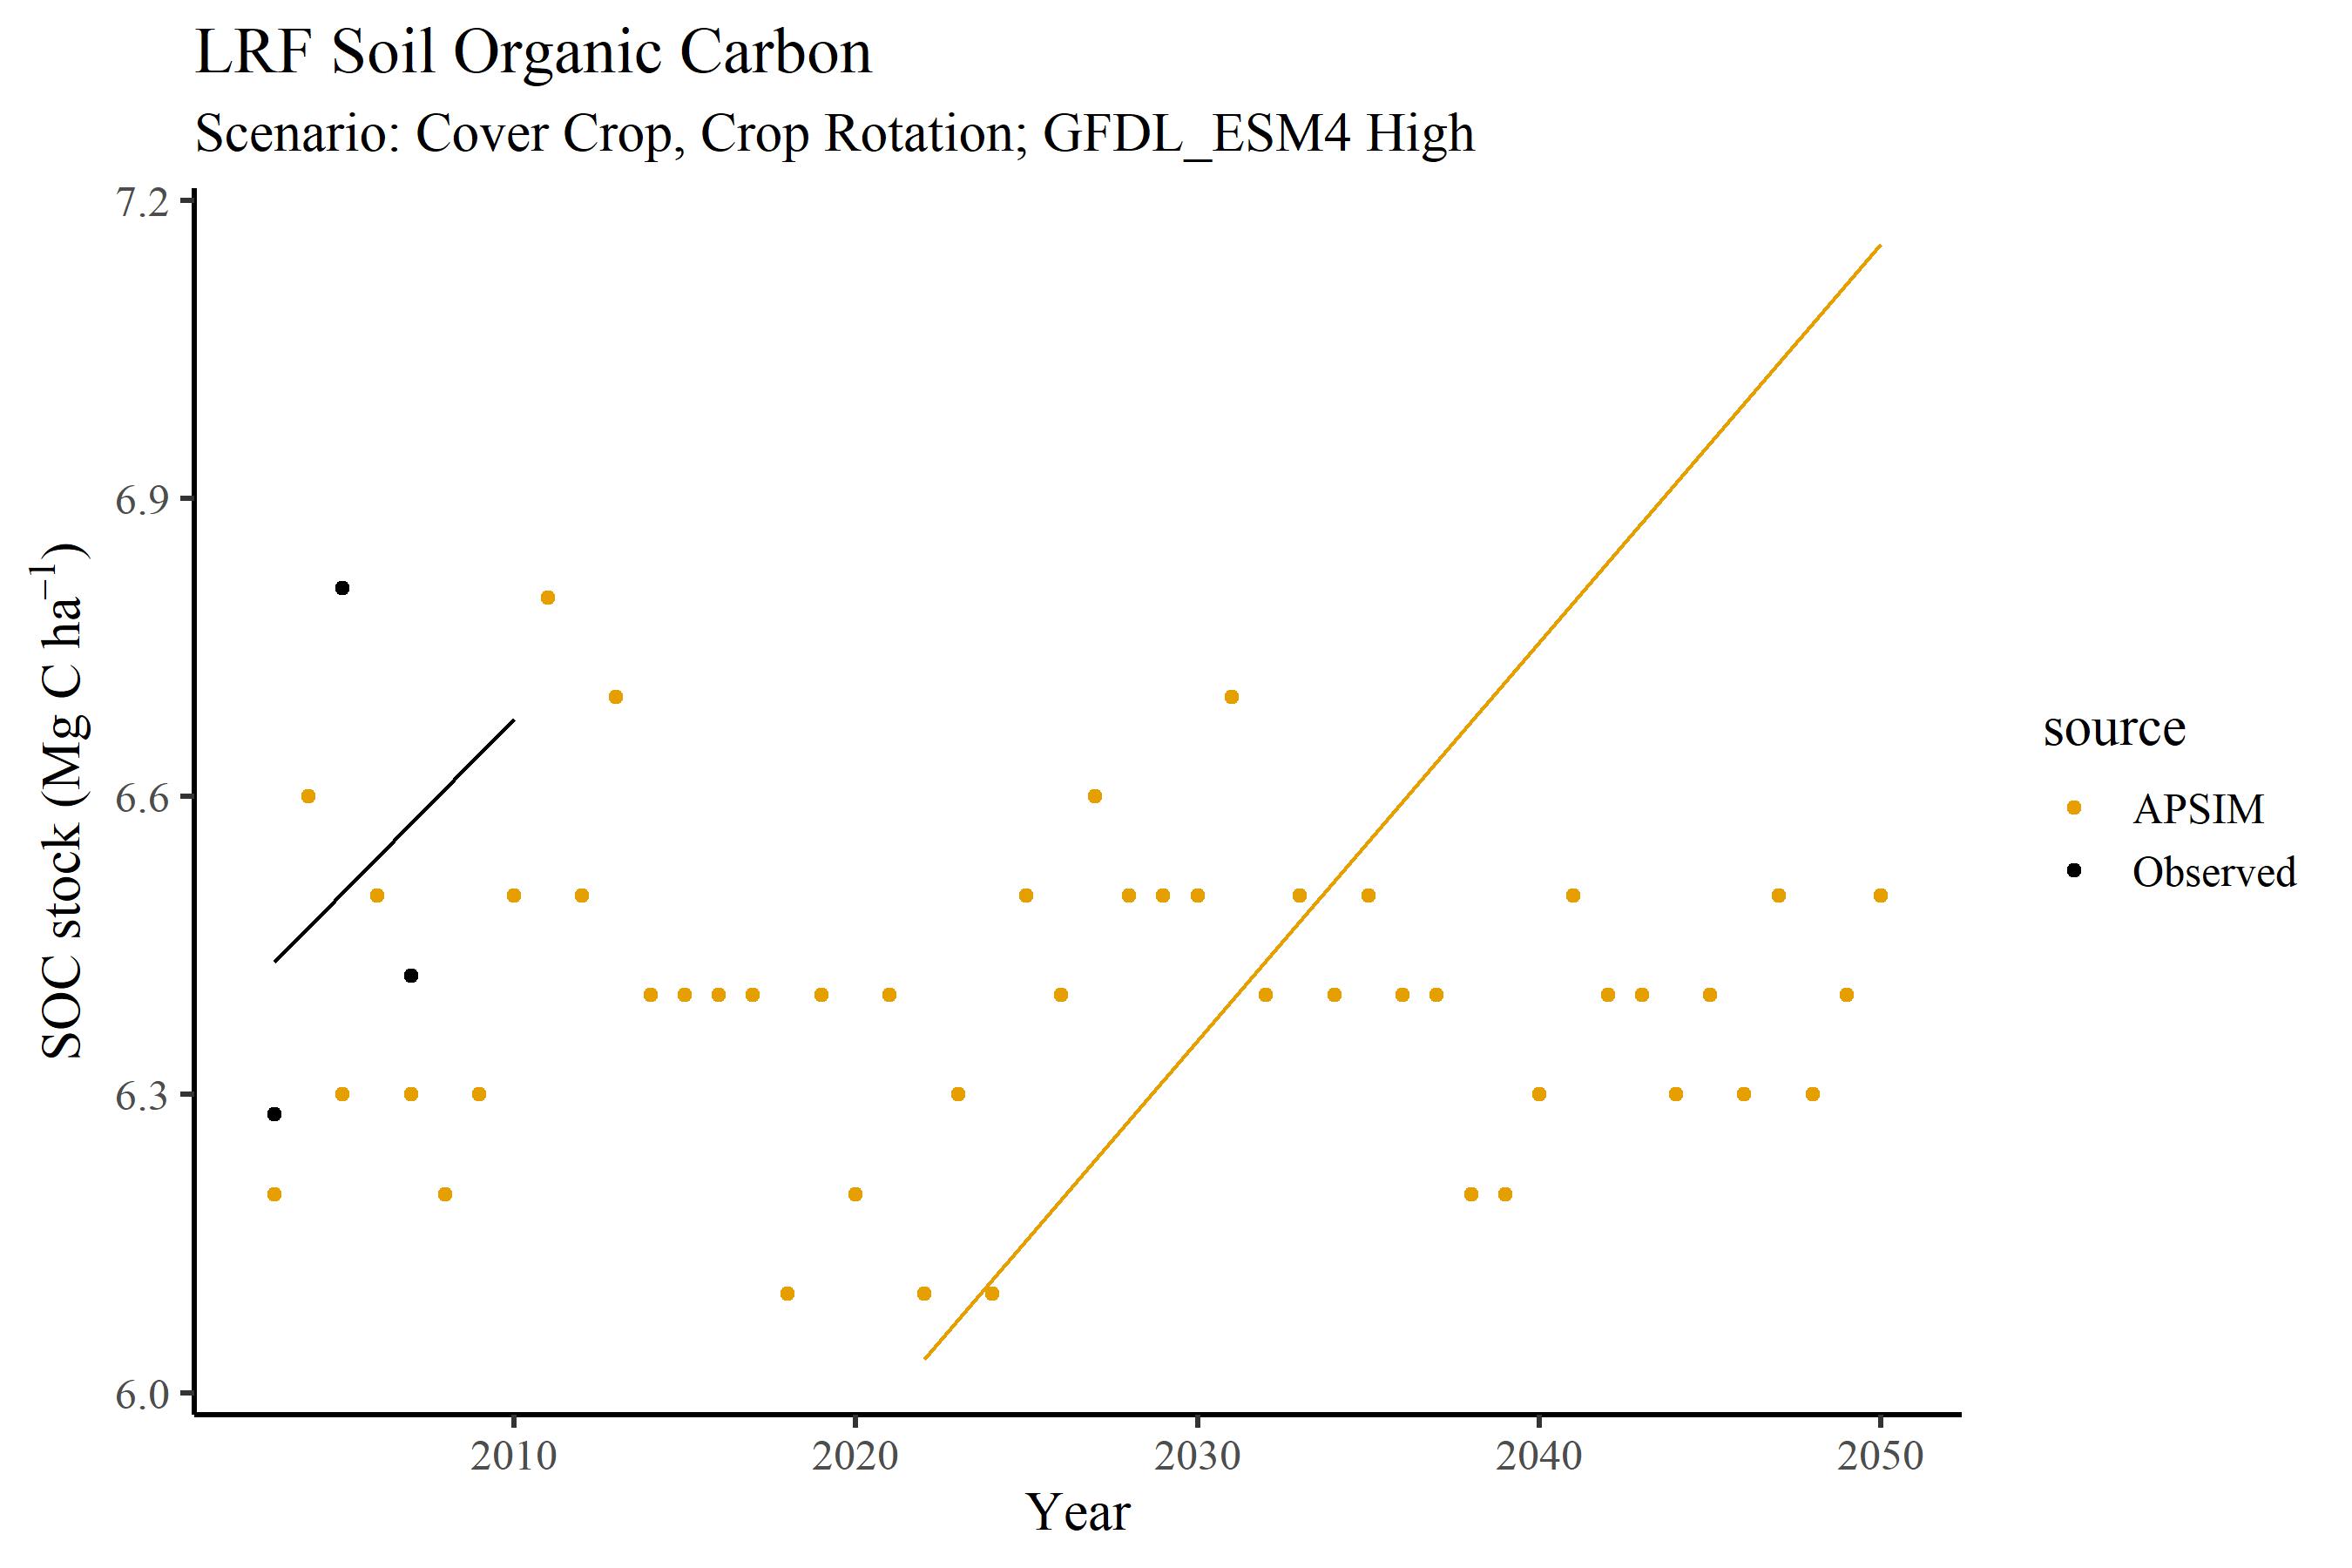 LRF Soil Organic Carbon
Scenario: Cover Crop, Crop Rotation; GFDL_ESM4 High
7.2
6.9
6.6
6.3
6.0
SOC stock (Mg C ha⁻¹)
2010 2020 2030 2040 2050
Year
source
APSIM
Observed